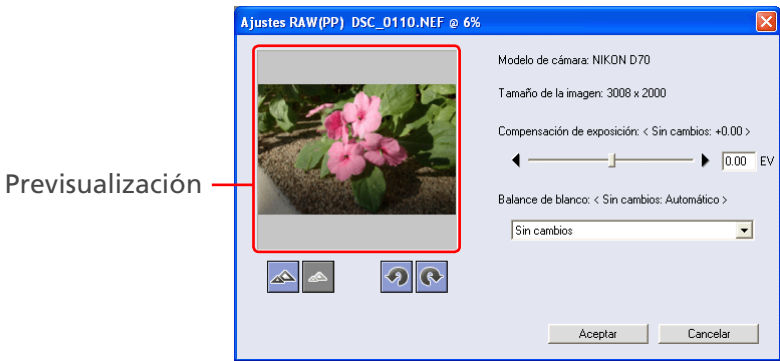 Ajustes RAW(PP) DSC_0110.NEF @ 6%
Modelo de cámara: NIKON D70
Tamaño de la imagen: 3008 x 2000
Compensación de exposición: < Sin cambios: +0.00 >
0.00 EV
Previsualización
Balance de blanco: < Sin cambios: Automático >
Sin cambios
Aceptar Cancelar